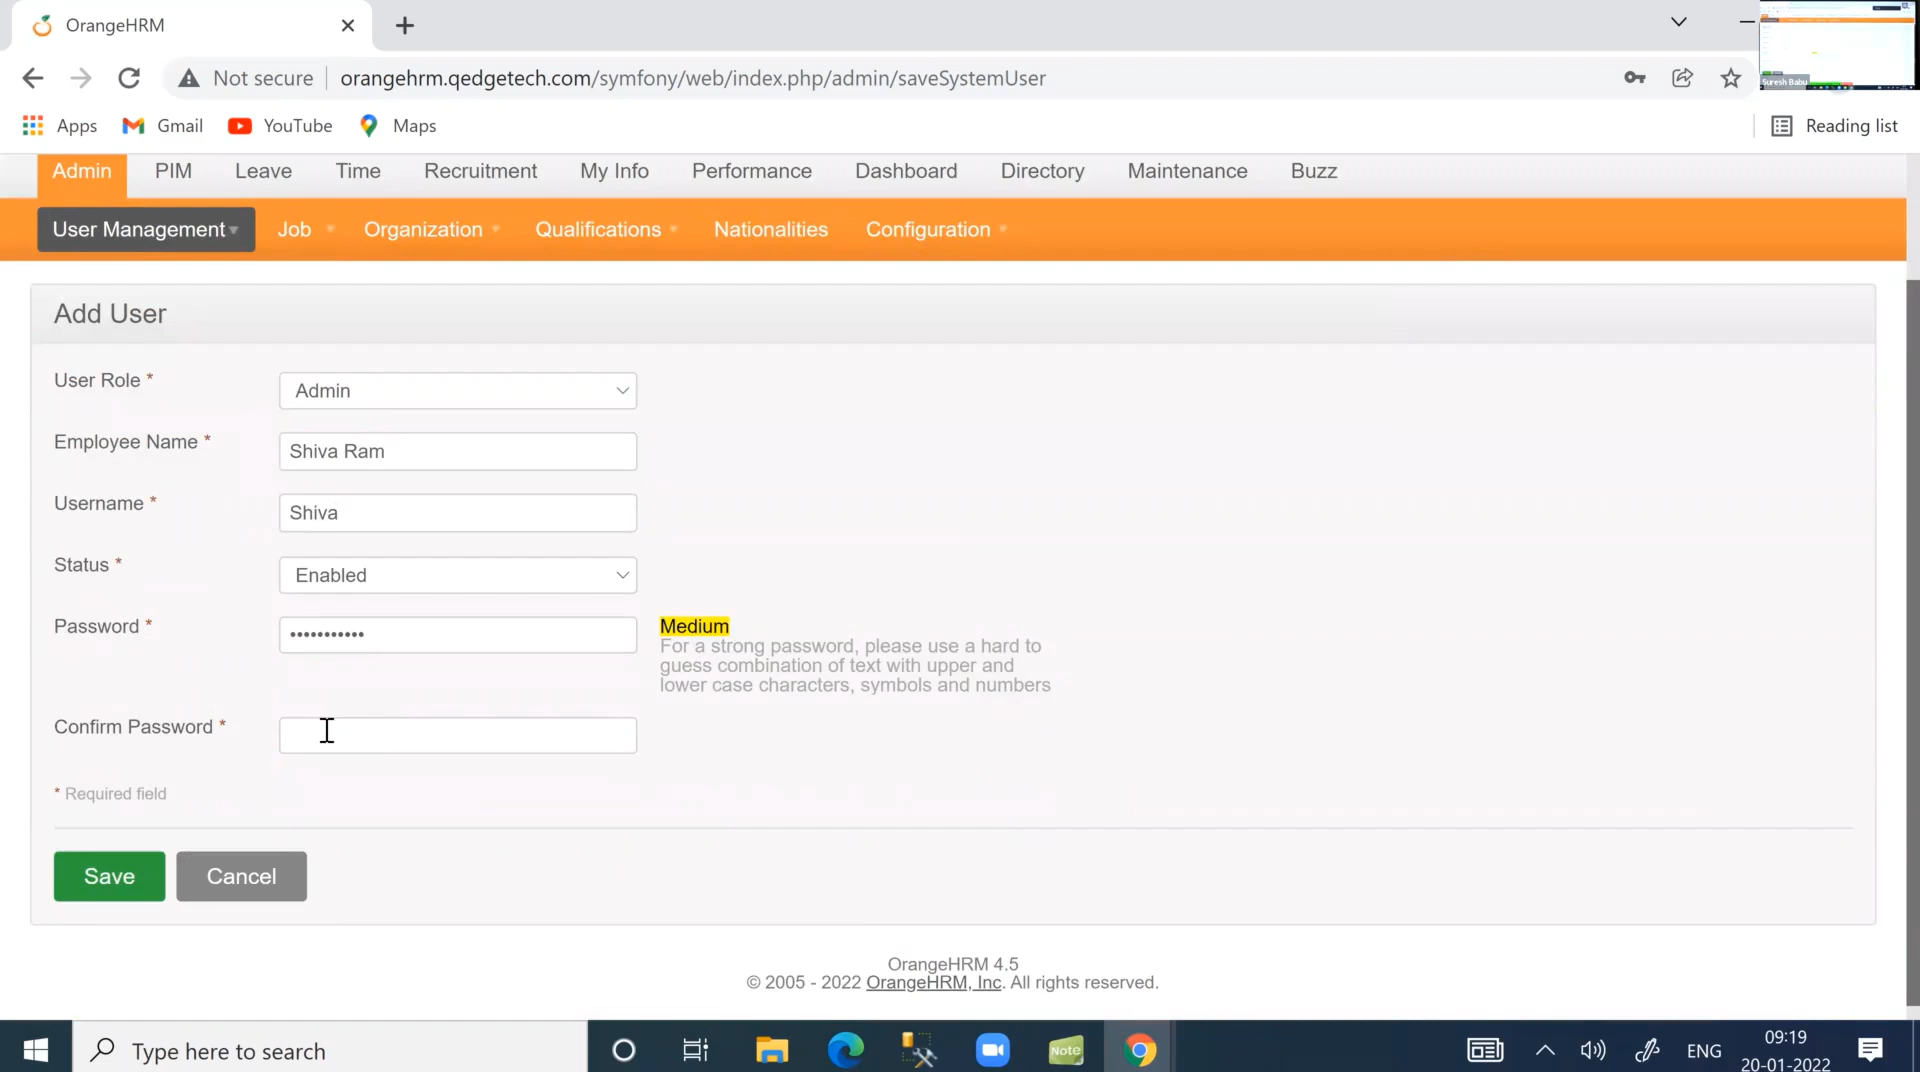 OrangeHRM
Not secure
orangehrm.qedgetech.com/symfony/web/index.php/admin/saveSystemUser
Suresh Babu
Apps
Gmail
YouTube
Maps
Reading list
Admin
PIM
Leave
Time
Recruitment
My Info
Performance
Dashboard
Directory
Maintenance
Buzz
User Management
Job
Organization
Qualifications
Nationalities
Configuration
Add User
User Role *
Admin
Employee Name *
Shiva Ram
Username *
Shiva
Status *
Enabled
Password *
•••••••••••
Medium
For a strong password, please use a hard to
guess combination of text with upper and
lower case characters, symbols and numbers
Confirm Password *
* Required field
Save
Cancel
OrangeHRM 4.5
© 2005 - 2022 OrangeHRM, Inc. All rights reserved.
Type here to search
Note
ENG
09:19
20-01-2022